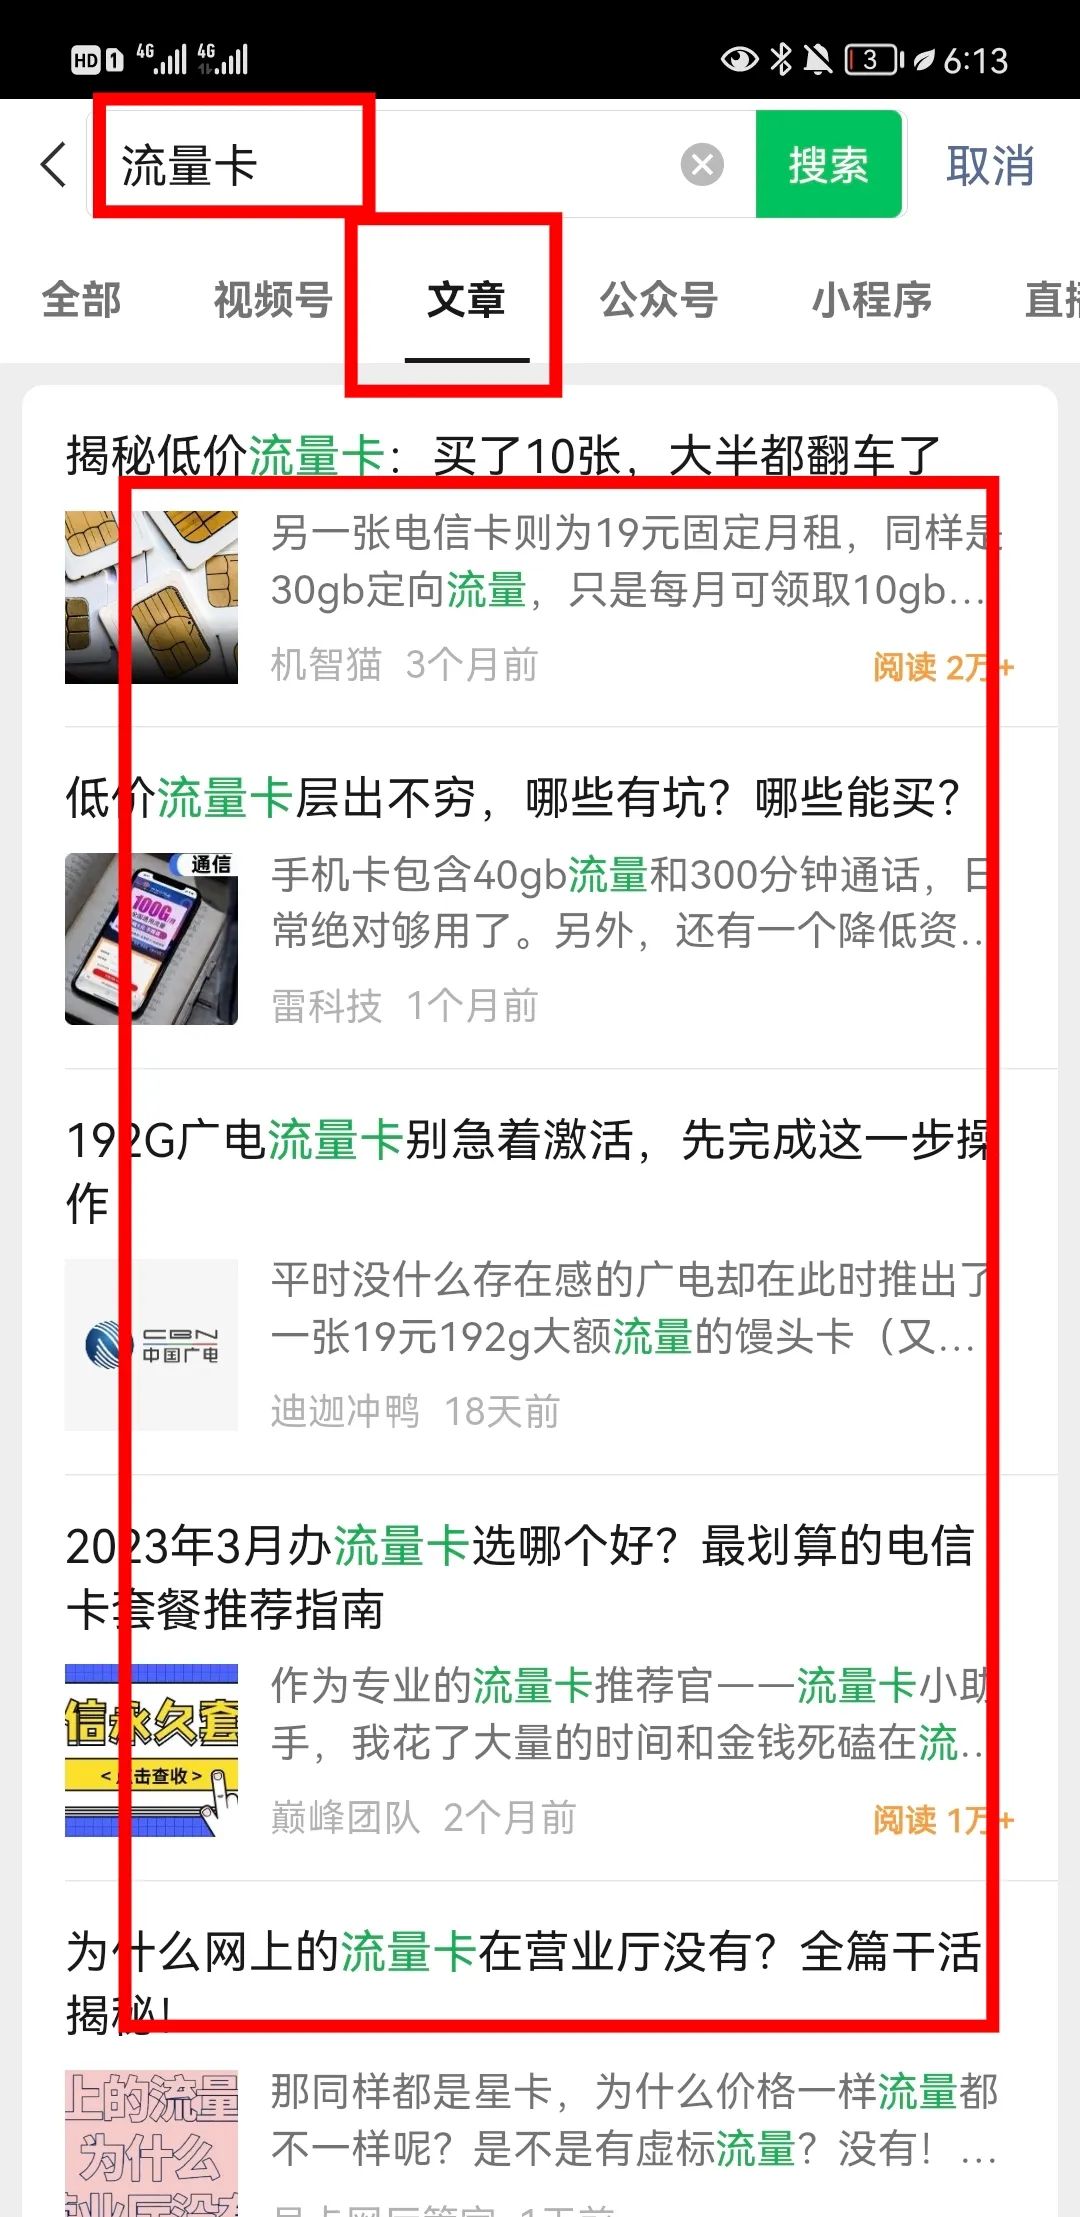 HD 1 4G 4G 3 6:13
流量卡 搜索 取消
全部 视频号 文章 公众号 小程序 直播
揭秘低价流量卡：买了10张，大半都翻车了
另一张电信卡则为19元固定月租，同样是
30gb定向流量，只是每月可领取10gb...
机智猫 3个月前 阅读 2万+
低价流量卡层出不穷，哪些有坑？哪些能买？
通信
100G/月
手机卡包含40gb流量和300分钟通话，日
常绝对够用了。另外，还有一个降低资...
雷科技 1个月前
192G广电流量卡别急着激活，先完成这一步操
作
CBN
中国广电
平时没什么存在感的广电却在此时推出了
一张19元192g大额流量的馒头卡（又...
迪迦冲鸭 18天前
2023年3月办流量卡选哪个好？最划算的电信
卡套餐推荐指南
信永久套
<点击查收>
作为专业的流量卡推荐官——流量卡小助
手，我花了大量的时间和金钱死磕在流...
巅峰团队 2个月前 阅读 1万+
为什么网上的流量卡在营业厅没有？全篇干活
揭秘！
上的流量
为什么
业厅没有
那同样都是星卡，为什么价格一样流量都
不一样呢？是不是有虚标流量？没有！...